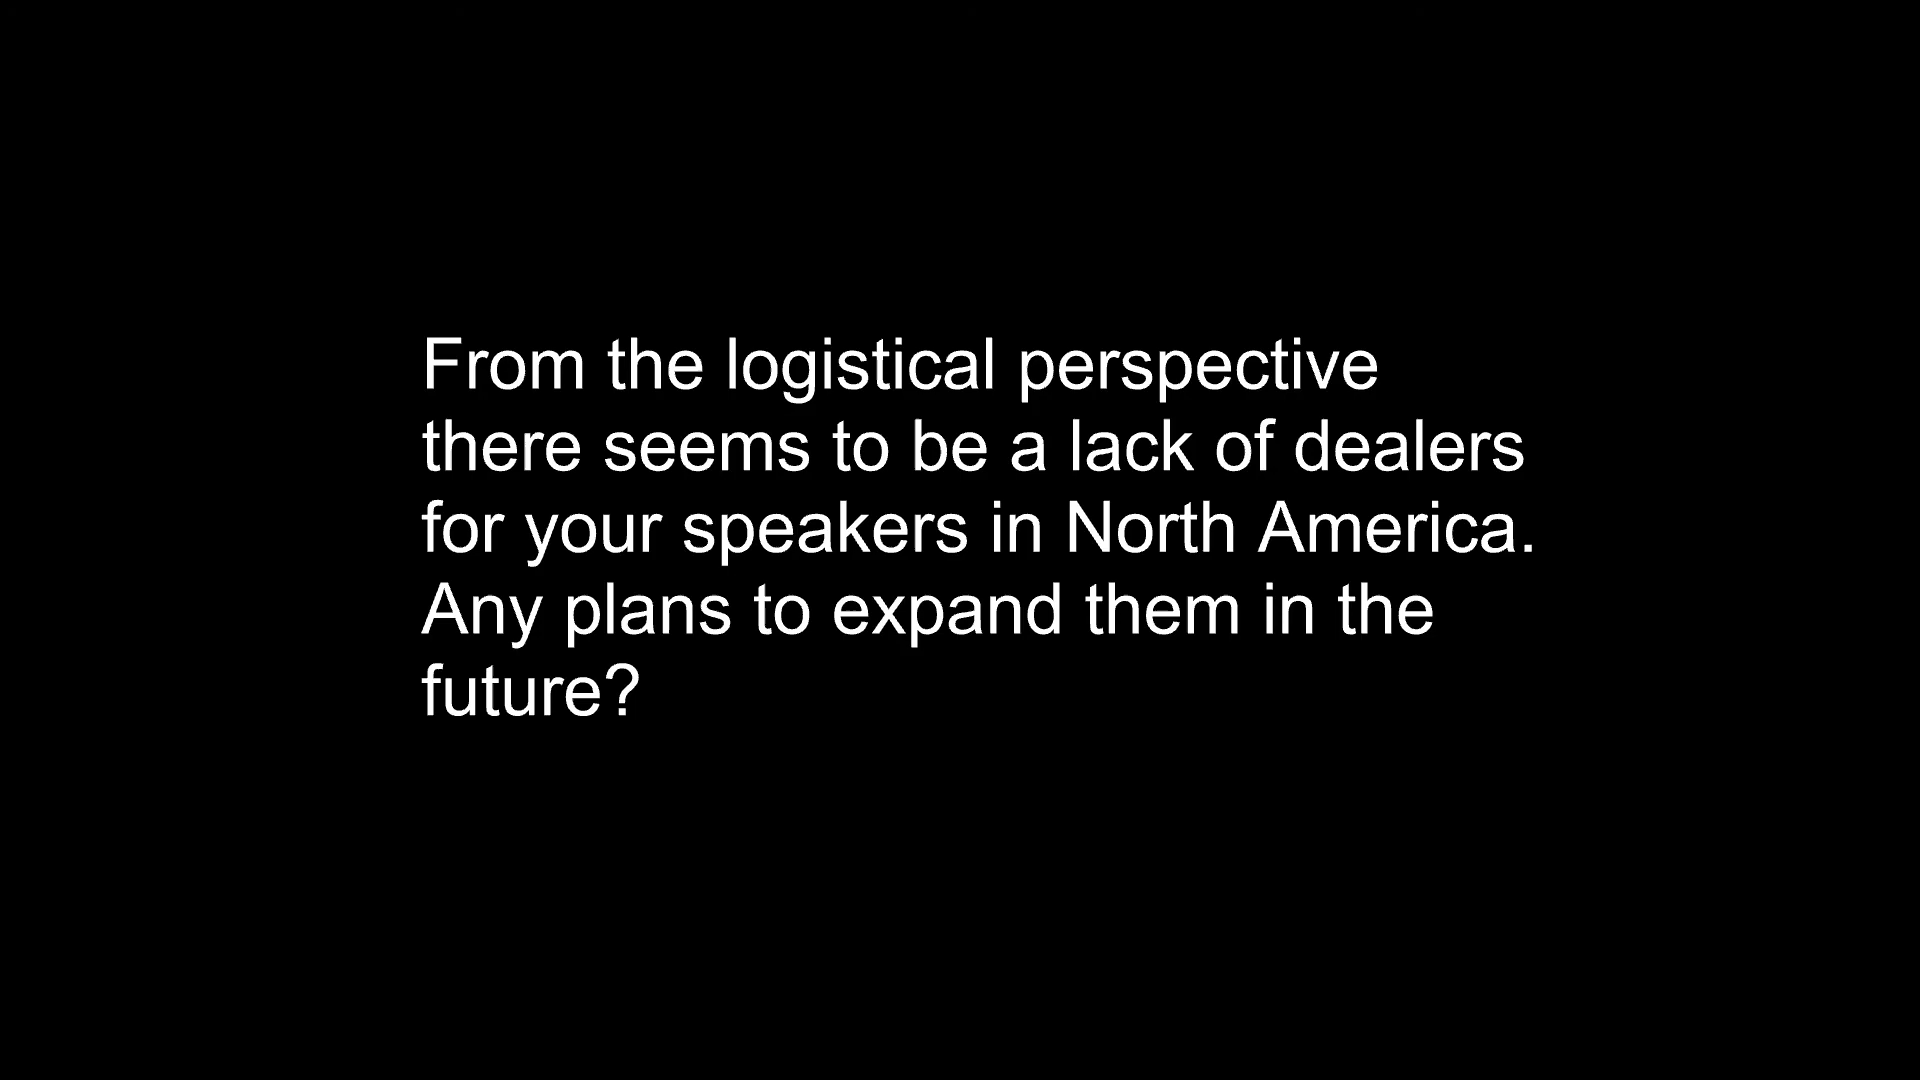 From the logistical perspective
there seems to be a lack of dealers
for your speakers in North America.
Any plans to expand them in the
future?